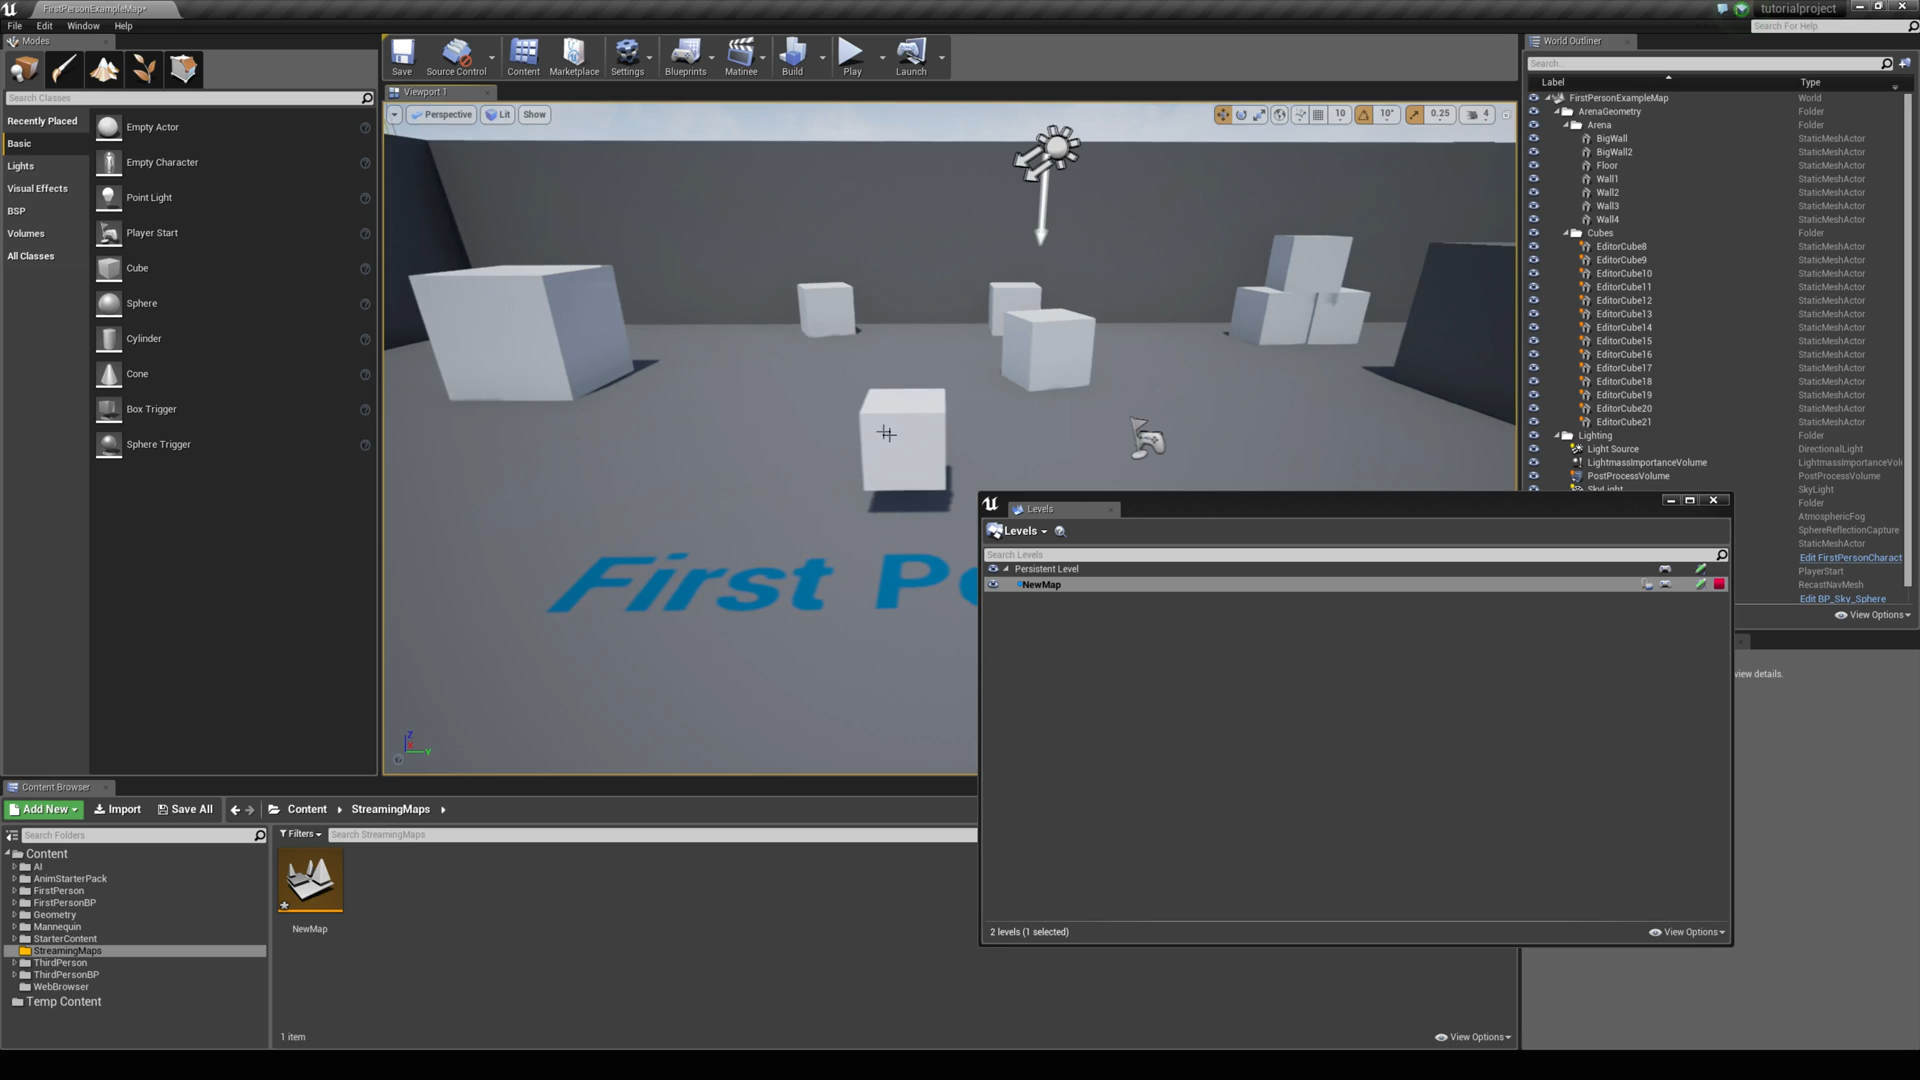 FirstPersonExampleMap*
tutorialproject
File Edit Window Help
Search For Help
Modes
Search Classes
Recently Placed
Basic
Lights
Visual Effects
BSP
Volumes
All Classes
Empty Actor
Empty Character
Point Light
Player Start
Cube
Sphere
Cylinder
Cone
Box Trigger
Sphere Trigger
Save Source Control Content Marketplace Settings Blueprints Matinee Build Play Launch
Viewport 1
Perspective Lit Show
10 10° 0.25 4
First Pe
Z
X
Y
World Outliner
Search...
Label Type
FirstPersonExampleMap World
ArenaGeometry Folder
Arena Folder
BigWall StaticMeshActor
BigWall2 StaticMeshActor
Floor StaticMeshActor
Wall1 StaticMeshActor
Wall2 StaticMeshActor
Wall3 StaticMeshActor
Wall4 StaticMeshActor
Cubes Folder
EditorCube8 StaticMeshActor
EditorCube9 StaticMeshActor
EditorCube10 StaticMeshActor
EditorCube11 StaticMeshActor
EditorCube12 StaticMeshActor
EditorCube13 StaticMeshActor
EditorCube14 StaticMeshActor
EditorCube15 StaticMeshActor
EditorCube16 StaticMeshActor
EditorCube17 StaticMeshActor
EditorCube18 StaticMeshActor
EditorCube19 StaticMeshActor
EditorCube20 StaticMeshActor
EditorCube21 StaticMeshActor
Lighting Folder
Light Source DirectionalLight
LightmassImportanceVolume LightmassImportanceVol
PostProcessVolume PostProcessVolume
SkyLight SkyLight
Folder
AtmosphericFog
SphereReflectionCapture
StaticMeshActor
Edit FirstPersonCharact
PlayerStart
RecastNavMesh
Edit BP_Sky_Sphere
View Options
view details.
Levels
Levels
Search Levels
Persistent Level
NewMap
2 levels (1 selected)
View Options
Content Browser
Add New Import Save All Content StreamingMaps
Search Folders
Filters Search StreamingMaps
Content
AI
AnimStarterPack
FirstPerson
FirstPersonBP
Geometry
Mannequin
StarterContent
StreamingMaps
ThirdPerson
ThirdPersonBP
WebBrowser
Temp Content
NewMap
1 item
View Options